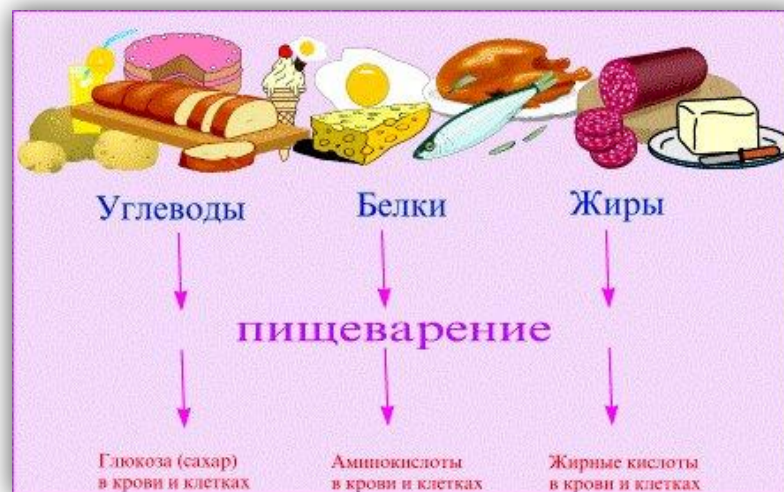 Углеводы Белки Жиры
пищеварение
Глюкоза (сахар) Аминокислоты Жирные кислоты
в крови и клетках в крови и клетках в крови и клетках